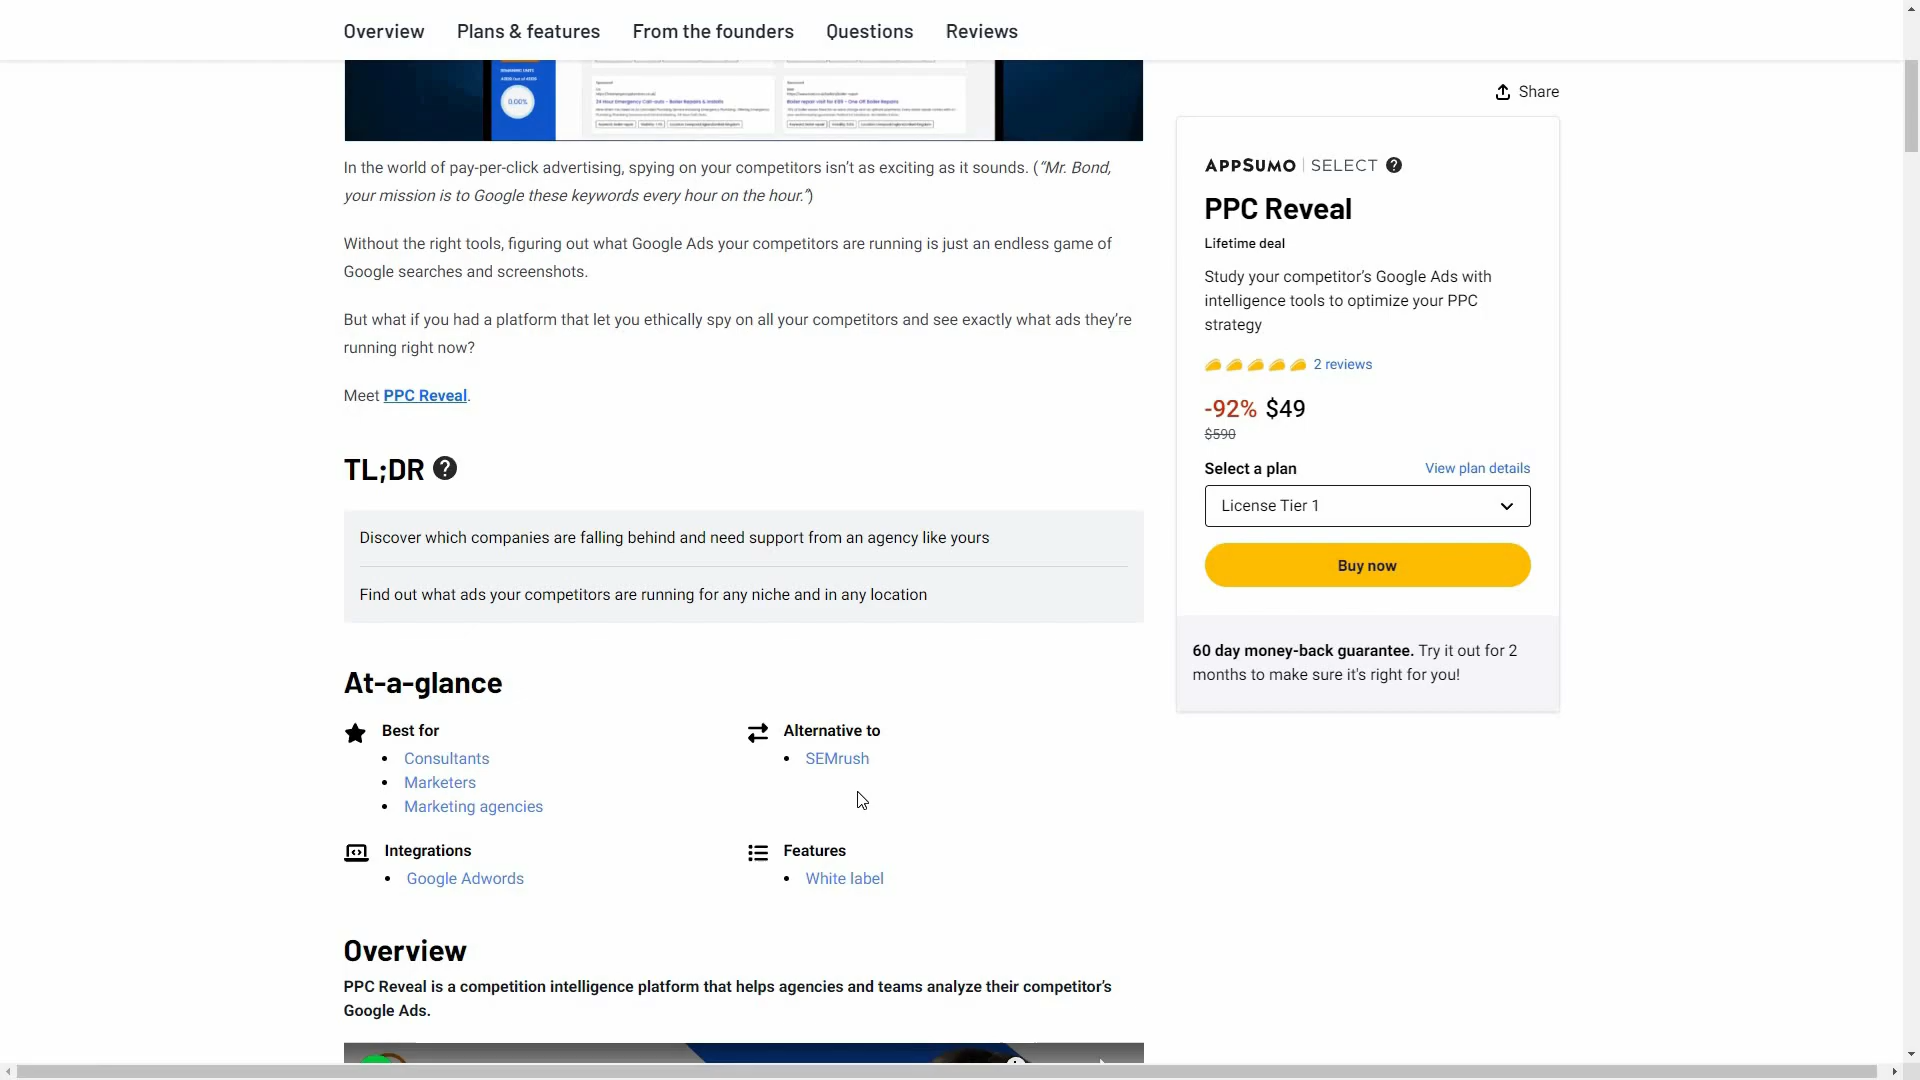 Overview Plans & features From the founders Questions Reviews
0.00%
24 Hour Emergency Call-outs - Boiler Repairs & Installs
Share
In the world of pay-per-click advertising, spying on your competitors isn’t as exciting as it sounds. (“Mr. Bond,
your mission is to Google these keywords every hour on the hour.”)
Without the right tools, figuring out what Google Ads your competitors are running is just an endless game of
Google searches and screenshots.
But what if you had a platform that let you ethically spy on all your competitors and see exactly what ads they’re
running right now?
Meet PPC Reveal.
TL;DR ?
Discover which companies are falling behind and need support from an agency like yours
Find out what ads your competitors are running for any niche and in any location
At-a-glance
Best for
• Consultants
• Marketers
• Marketing agencies
Alternative to
• SEMrush
Integrations
• Google Adwords
Features
• White label
Overview
PPC Reveal is a competition intelligence platform that helps agencies and teams analyze their competitor’s
Google Ads.
APPSUMO | SELECT ?
PPC Reveal
Lifetime deal
Study your competitor’s Google Ads with
intelligence tools to optimize your PPC
strategy
2 reviews
-92% $49
$590
Select a plan View plan details
License Tier 1
Buy now
60 day money-back guarantee. Try it out for 2
months to make sure it's right for you!